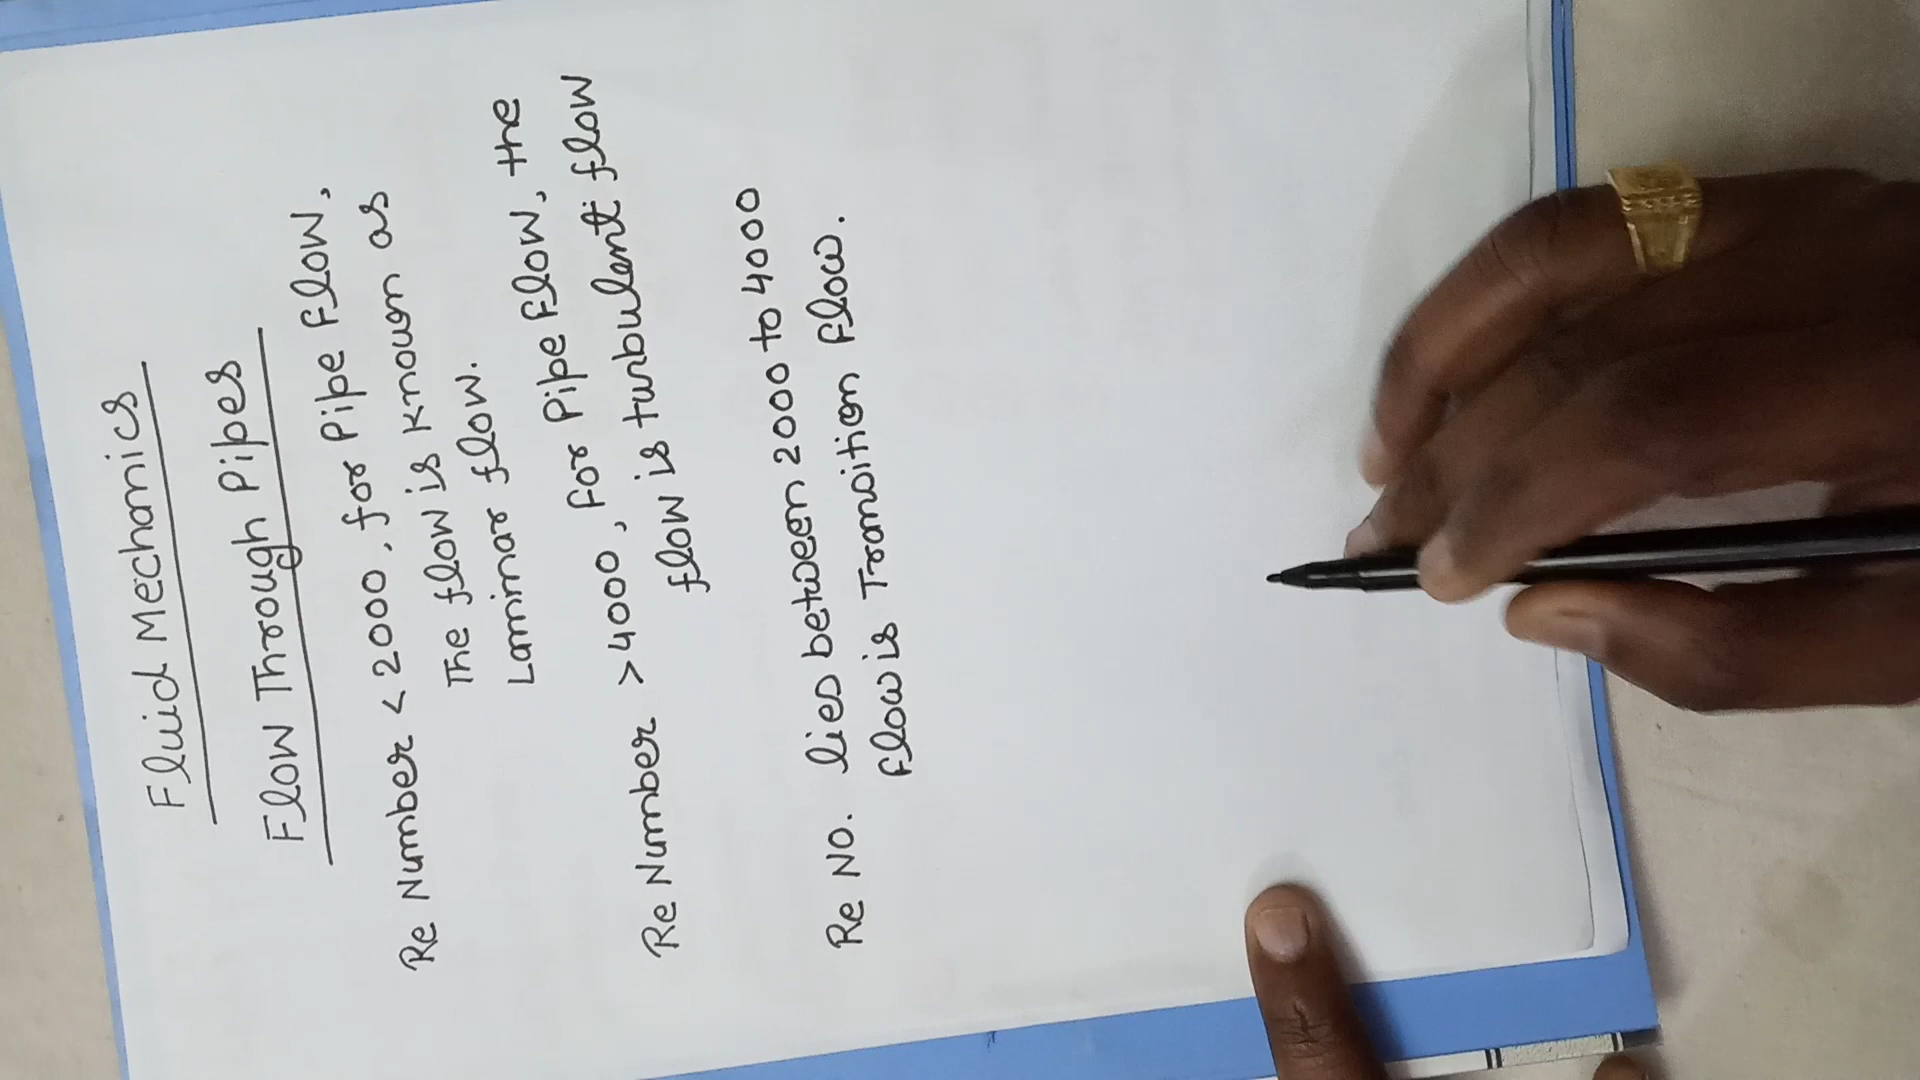 Fluid Mechanics
Flow Through Pipes
Re Number < 2000, for Pipe flow,
The flow is known as
Laminar flow.
Re Number > 4000, for Pipe flow, the
flow is turbulent flow
Re No. lies between 2000 to 4000
flow is Transition flow.